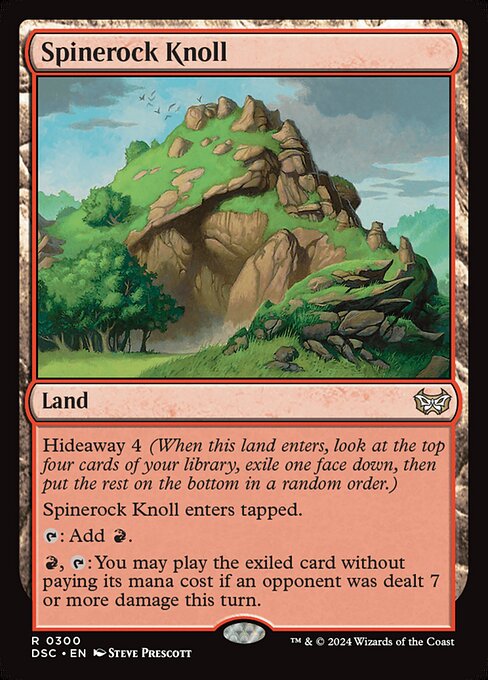 Spinerock Knoll
Land
Hideaway 4 (When this land enters, look at the top
four cards of your library, exile one face down, then
put the rest on the bottom in a random order.)
Spinerock Knoll enters tapped.
: Add .
, : You may play the exiled card without
paying its mana cost if an opponent was dealt 7
or more damage this turn.
R 0300
DSC • EN Steve Prescott
™ & © 2024 Wizards of the Coast